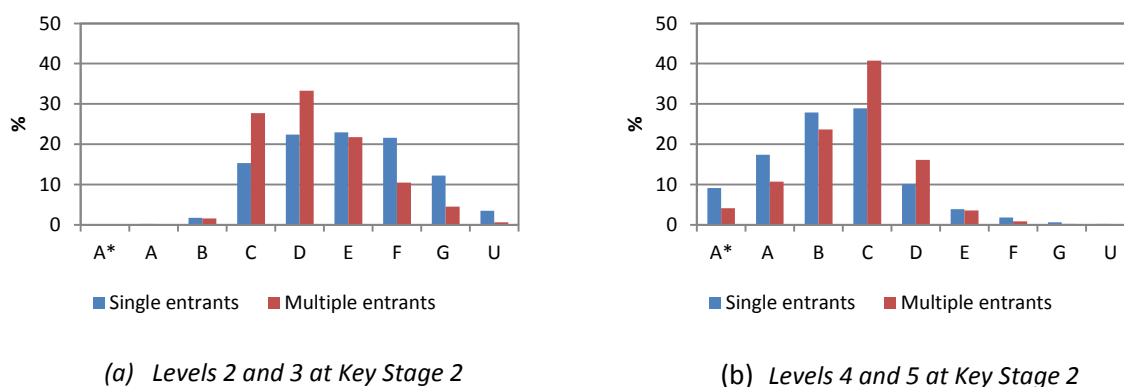 50
40
30
20
10
0
%
A* A B C D E F G U
Single entrants Multiple entrants
(a) Levels 2 and 3 at Key Stage 2
50
40
30
20
10
0
%
A* A B C D E F G U
Single entrants Multiple entrants
(b) Levels 4 and 5 at Key Stage 2